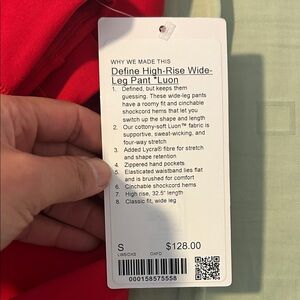 WHY WE MADE THIS
Define High-Rise Wide-
Leg Pant *Luon
1. Defined, but keeps them
guessing. These wide-leg pants
have a roomy fit and cinchable
shockcord hems that let you
switch up the shape and length
2. Our cottony-soft Luon™ fabric is
supportive, sweat-wicking, and
four-way stretch
3. Added Lycra® fibre for stretch
and shape retention
4. Zippered hand pockets
5. Elasticated waistband lies flat
and is brushed for comfort
6. Cinchable shockcord hems
7. High rise, 32.5" length
8. Classic fit, wide leg
S $128.00
000158575558